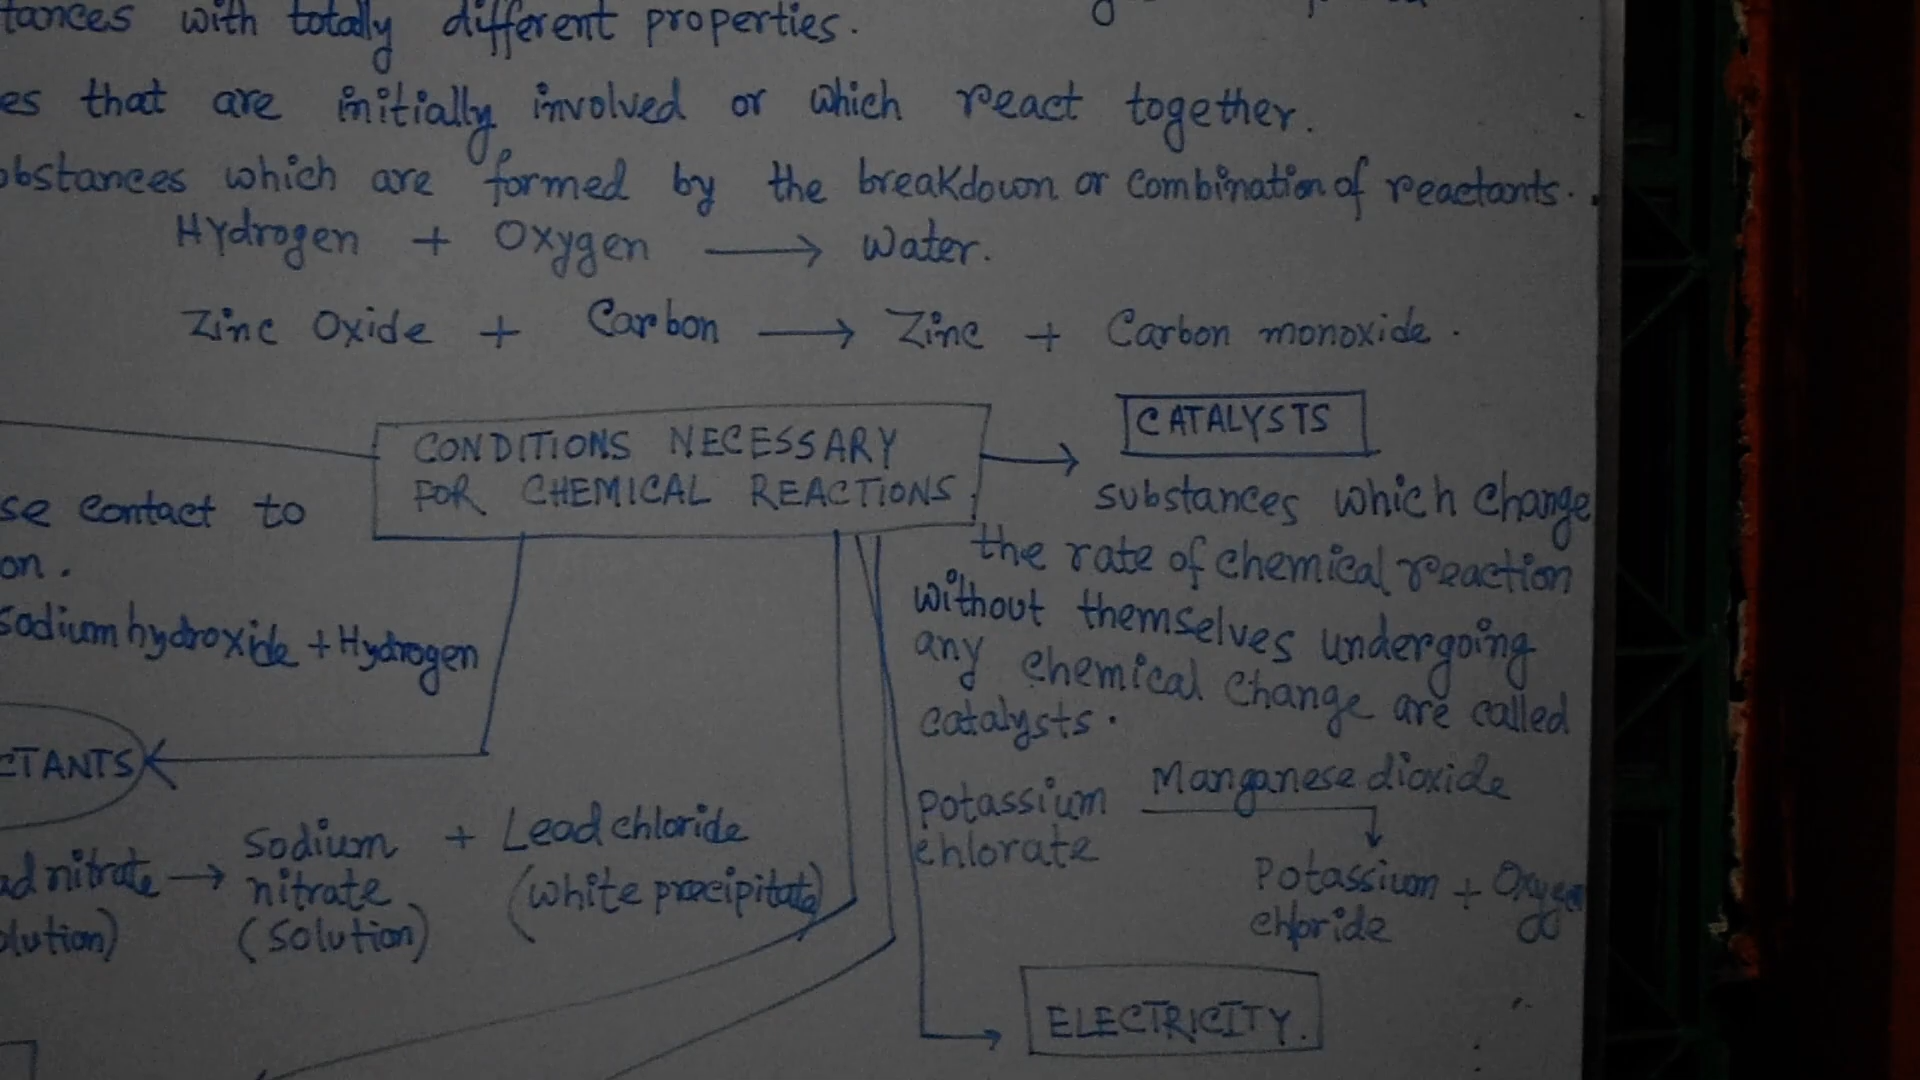 tances with totally different properties.
es that are initially involved or which react together.
bstances which are formed by the breakdown or combination of reactants.
Hydrogen + Oxygen ⟶ Water.
Zinc Oxide + Carbon ⟶ Zinc + Carbon monoxide.
CONDITIONS NECESSARY
FOR CHEMICAL REACTIONS.
CATALYSTS
substances which change
the rate of chemical reaction
without themselves undergoing
any chemical change are called
catalysts.
Potassium
chlorate
Manganese dioxide
Potassium + Oxygen
chloride
se contact to
on.
Sodium hydroxide + Hydrogen
CTANTS
ad nitrate → Sodium + Lead chloride
nitrate (white precipitate)
olution) (Solution)
ELECTRICITY.